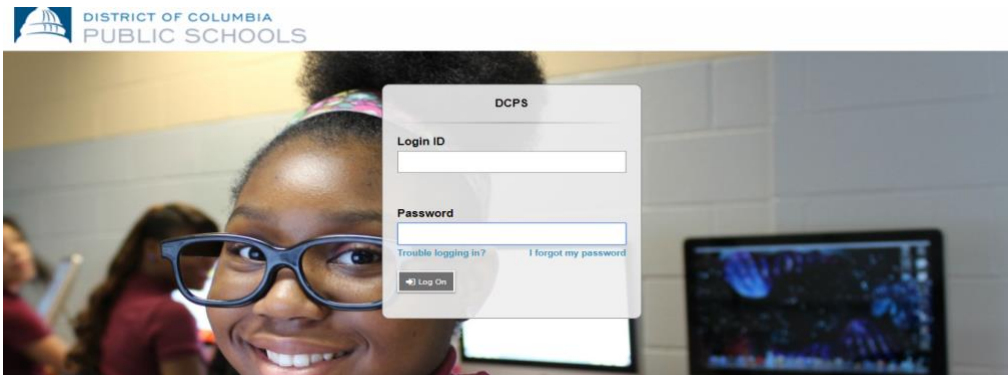 DISTRICT OF COLUMBIA
PUBLIC SCHOOLS
DCPS
Login ID
Password
Trouble logging in? I forgot my password
Log On